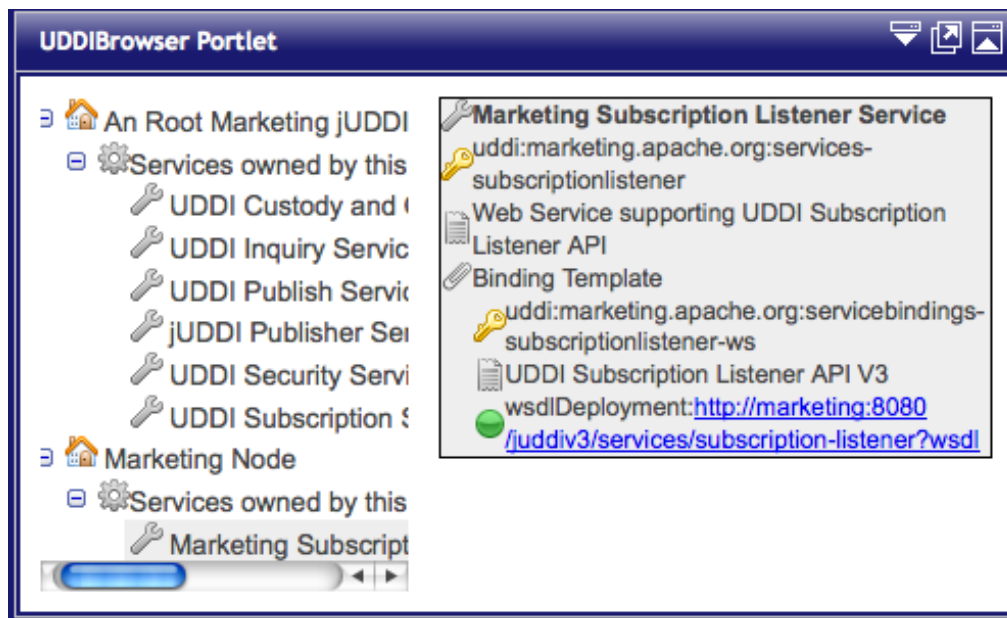 UDDIBrowser Portlet
An Root Marketing jUDDI
Services owned by this
UDDI Custody and
UDDI Inquiry Servic
UDDI Publish Servic
jUDDI Publisher Ser
UDDI Security Servi
UDDI Subscription S
Marketing Node
Services owned by this
Marketing Subscript
Marketing Subscription Listener Service
uddi:marketing.apache.org:services-
subscriptionlistener
Web Service supporting UDDI Subscription
Listener API
Binding Template
uddi:marketing.apache.org:servicebindings-
subscriptionlistener-ws
UDDI Subscription Listener API V3
wsdlDeployment:http://marketing:8080
/juddiv3/services/subscription-listener?wsdl